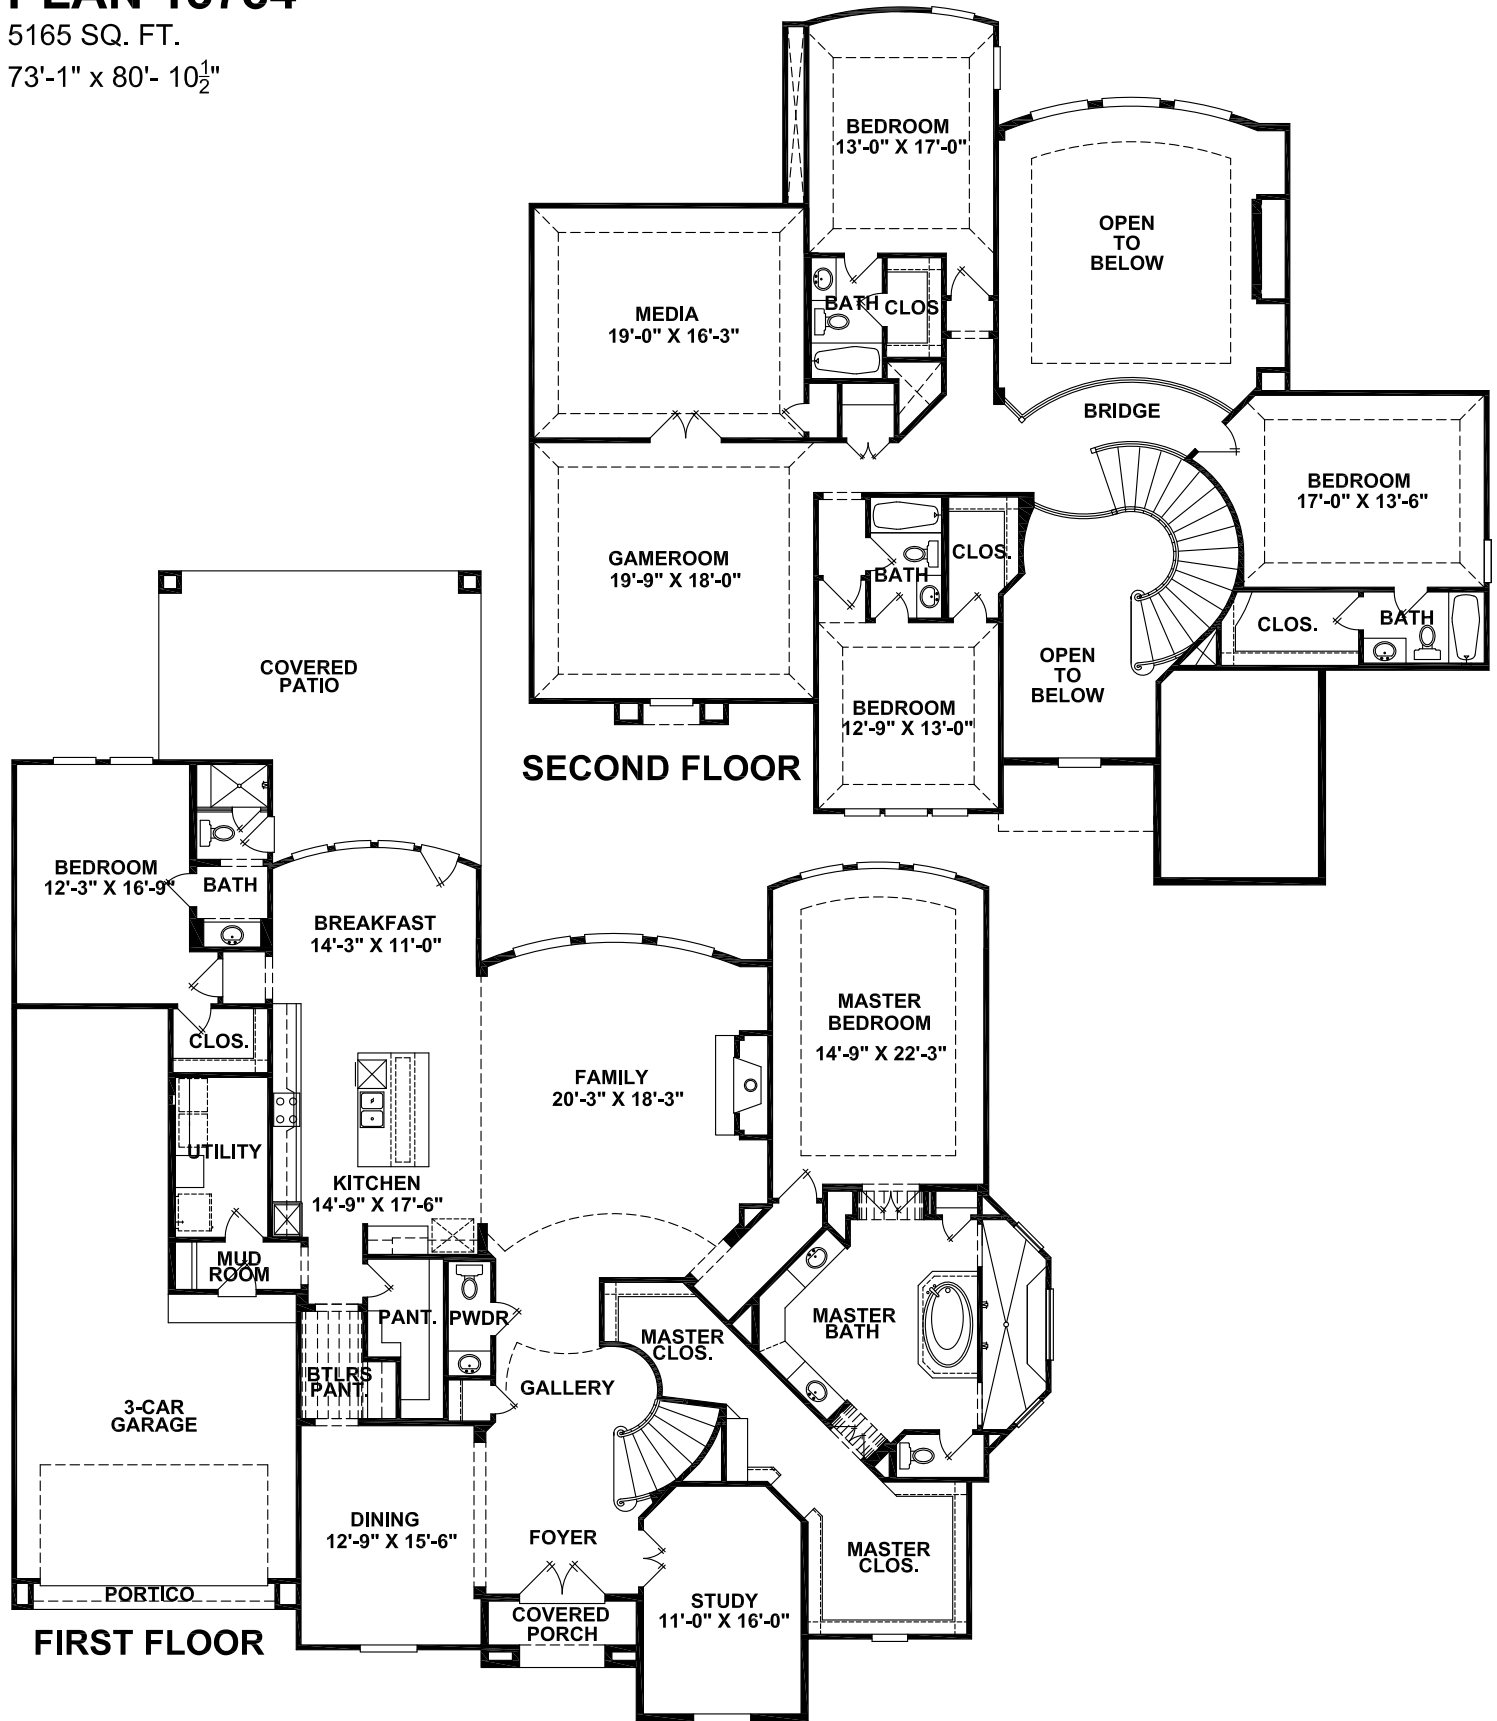 5165 SQ. FT.
73'-1" x 80'- 10½"
BEDROOM
13'-0" X 17'-0"
OPEN
TO
BELOW
MEDIA
19'-0" X 16'-3"
BATH
CLOS
BRIDGE
BEDROOM
17'-0" X 13'-6"
GAMEROOM
19'-9" X 18'-0"
BATH
CLOS.
CLOS.
BATH
OPEN
TO
BELOW
BEDROOM
12'-9" X 13'-0"
SECOND FLOOR
COVERED
PATIO
BEDROOM
12'-3" X 16'-9"
BATH
BREAKFAST
14'-3" X 11'-0"
CLOS.
FAMILY
20'-3" X 18'-3"
MASTER
BEDROOM
14'-9" X 22'-3"
UTILITY
KITCHEN
14'-9" X 17'-6"
MUD
ROOM
PANT.
PWDR
MASTER
CLOS.
MASTER
BATH
BTLRS
PANT.
GALLERY
3-CAR
GARAGE
DINING
12'-9" X 15'-6"
FOYER
MASTER
CLOS.
PORTICO
COVERED
PORCH
STUDY
11'-0" X 16'-0"
FIRST FLOOR